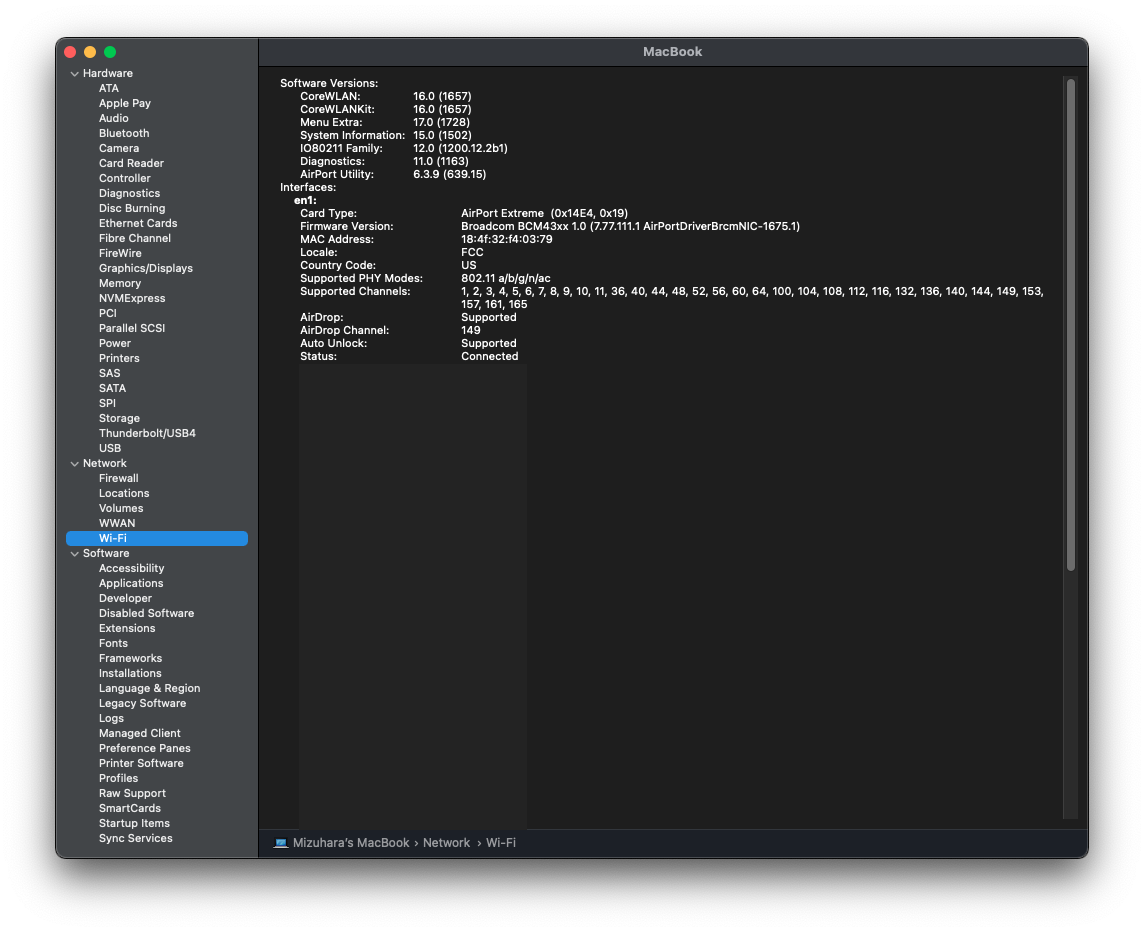 MacBook
Hardware
ATA
Apple Pay
Audio
Bluetooth
Camera
Card Reader
Controller
Diagnostics
Disc Burning
Ethernet Cards
Fibre Channel
FireWire
Graphics/Displays
Memory
NVMExpress
PCI
Parallel SCSI
Power
Printers
SAS
SATA
SPI
Storage
Thunderbolt/USB4
USB
Network
Firewall
Locations
Volumes
WWAN
Wi-Fi
Software
Accessibility
Applications
Developer
Disabled Software
Extensions
Fonts
Frameworks
Installations
Language & Region
Legacy Software
Logs
Managed Client
Preference Panes
Printer Software
Profiles
Raw Support
SmartCards
Startup Items
Sync Services
Software Versions:
CoreWLAN: 16.0 (1657)
CoreWLANKit: 16.0 (1657)
Menu Extra: 17.0 (1728)
System Information: 15.0 (1502)
IO80211 Family: 12.0 (1200.12.2b1)
Diagnostics: 11.0 (1163)
AirPort Utility: 6.3.9 (639.15)
Interfaces:
en1:
Card Type: AirPort Extreme  (0x14E4, 0x19)
Firmware Version: Broadcom BCM43xx 1.0 (7.77.111.1 AirPortDriverBrcmNIC-1675.1)
MAC Address: 18:4f:32:f4:03:79
Locale: FCC
Country Code: US
Supported PHY Modes: 802.11 a/b/g/n/ac
Supported Channels: 1, 2, 3, 4, 5, 6, 7, 8, 9, 10, 11, 36, 40, 44, 48, 52, 56, 60, 64, 100, 104, 108, 112, 116, 132, 136, 140, 144, 149, 153,
157, 161, 165
AirDrop: Supported
AirDrop Channel: 149
Auto Unlock: Supported
Status: Connected
Mizuhara's MacBook › Network › Wi-Fi